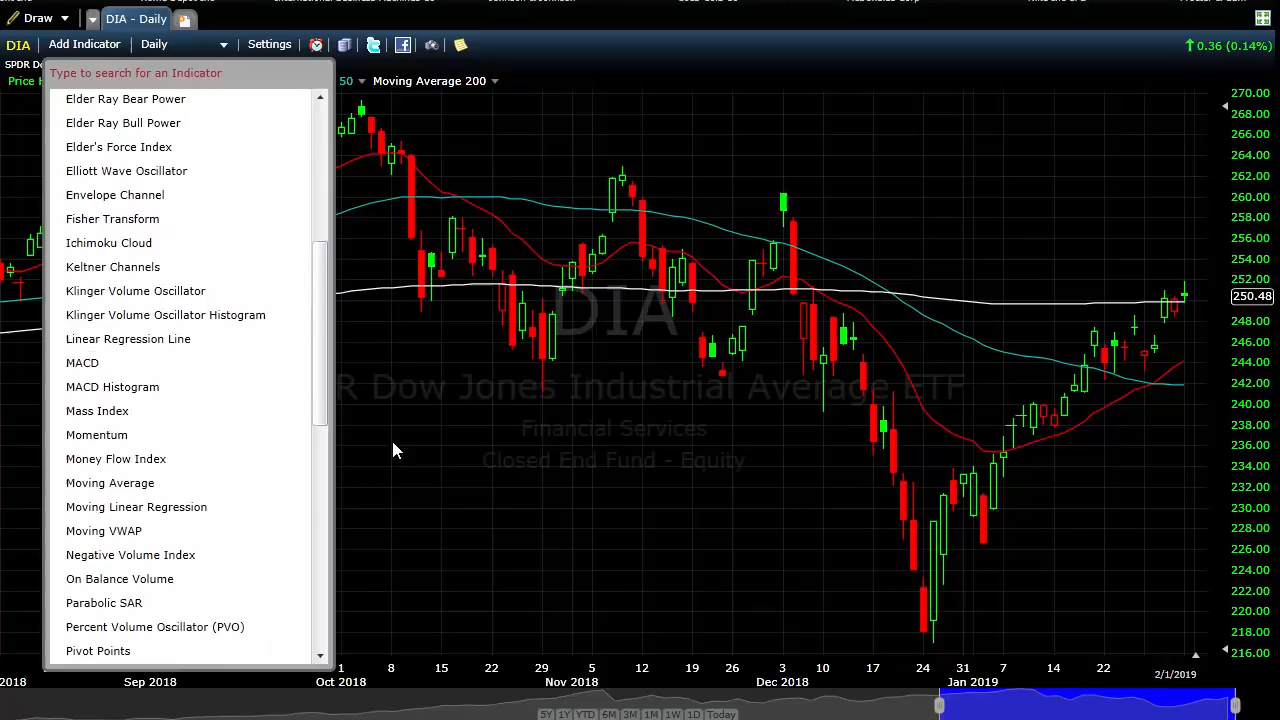 Draw
DIA - Daily
DIA Add Indicator Daily Settings 0.36 (0.14%)
SPDR Do
Type to search for an Indicator
Price H
50 Moving Average 200
Elder Ray Bear Power
Elder Ray Bull Power
Elder's Force Index
Elliott Wave Oscillator
Envelope Channel
Fisher Transform
Ichimoku Cloud
Keltner Channels
Klinger Volume Oscillator
Klinger Volume Oscillator Histogram
Linear Regression Line
MACD
MACD Histogram
Mass Index
Momentum
Money Flow Index
Moving Average
Moving Linear Regression
Moving VWAP
Negative Volume Index
On Balance Volume
Parabolic SAR
Percent Volume Oscillator (PVO)
Pivot Points
DIA
R Dow Jones Industrial Average ETF
Financial Services
Closed End Fund - Equity
270.00
268.00
266.00
264.00
262.00
260.00
258.00
256.00
254.00
252.00
250.48
248.00
246.00
244.00
242.00
240.00
238.00
236.00
234.00
232.00
230.00
228.00
226.00
224.00
222.00
220.00
218.00
216.00
1 8 15 22 29 5 12 19 26 3 10 17 24 31 7 14 22
2018 Sep 2018 Oct 2018 Nov 2018 Dec 2018 Jan 2019 2/1/2019
5Y 1Y YTD 6M 3M 1M 1W 1D Today